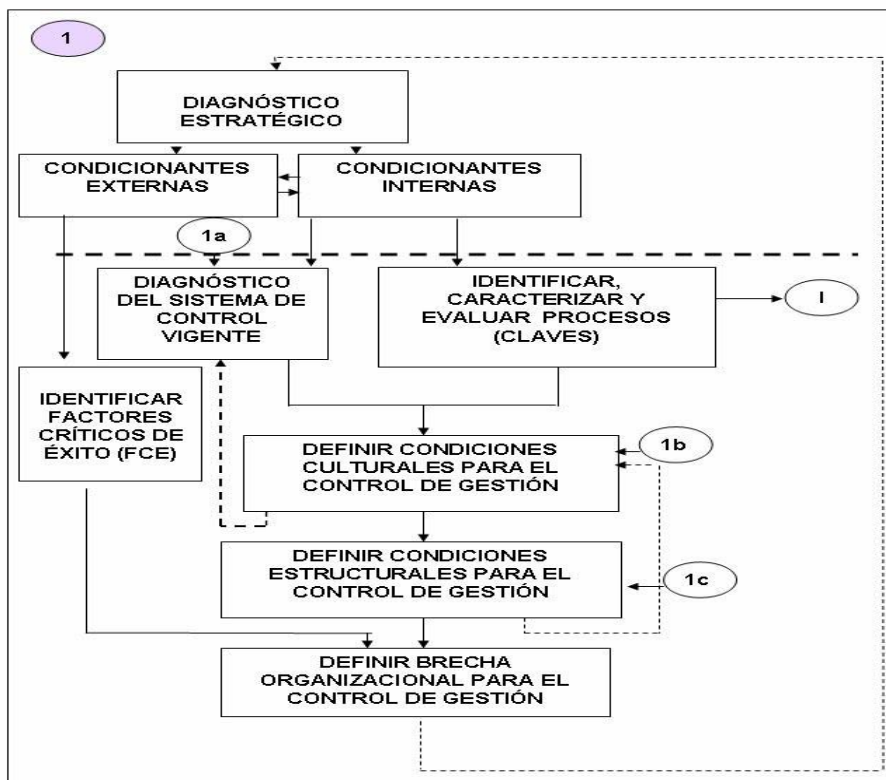 1
DIAGNÓSTICO
ESTRATÉGICO
CONDICIONANTES
EXTERNAS
CONDICIONANTES
INTERNAS
1a
DIAGNÓSTICO
DEL SISTEMA DE
CONTROL
VIGENTE
IDENTIFICAR,
CARACTERIZAR Y
EVALUAR PROCESOS
(CLAVES)
I
IDENTIFICAR
FACTORES
CRÍTICOS DE
ÉXITO (FCE)
DEFINIR CONDICIONES
CULTURALES PARA EL
CONTROL DE GESTIÓN
1b
DEFINIR CONDICIONES
ESTRUCTURALES PARA EL
CONTROL DE GESTIÓN
1c
DEFINIR BRECHA
ORGANIZACIONAL PARA EL
CONTROL DE GESTIÓN